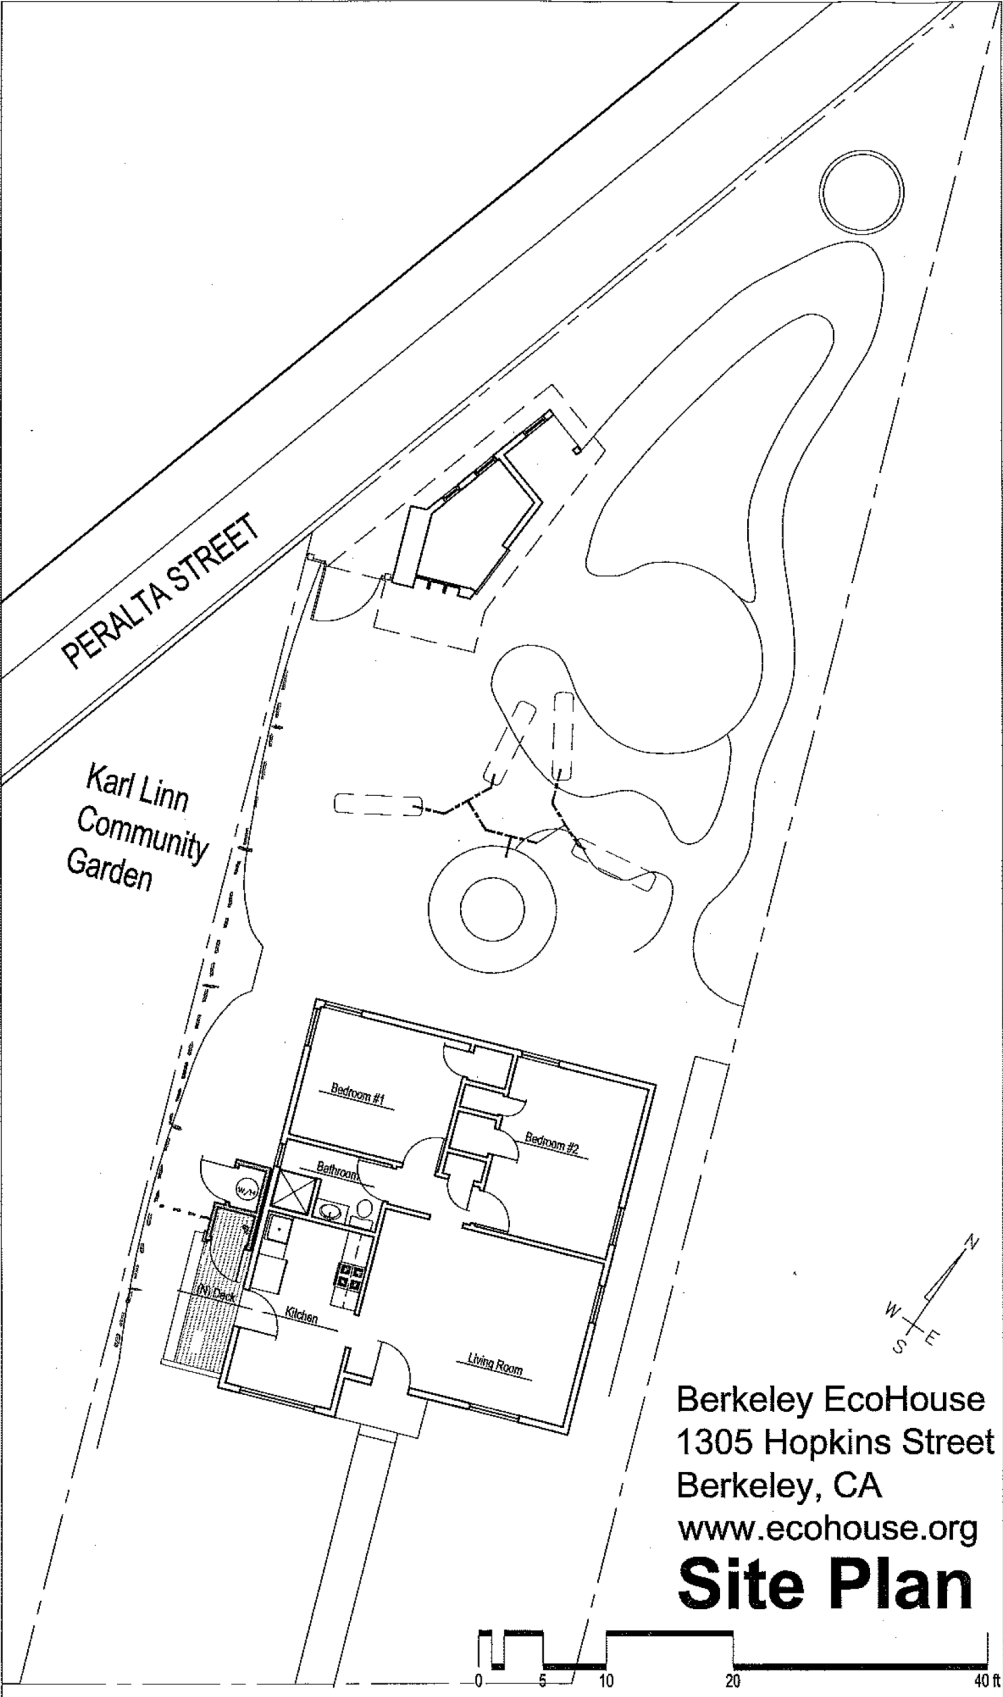 PERALTA STREET
Karl Linn
Community
Garden
Bedroom #1
Bedroom #2
Bathroom
W/H
(N) Deck
Kitchen
Living Room
N
W
E
S
Berkeley EcoHouse
1305 Hopkins Street
Berkeley, CA
www.ecohouse.org
Site Plan
0 5 10 20 40 ft